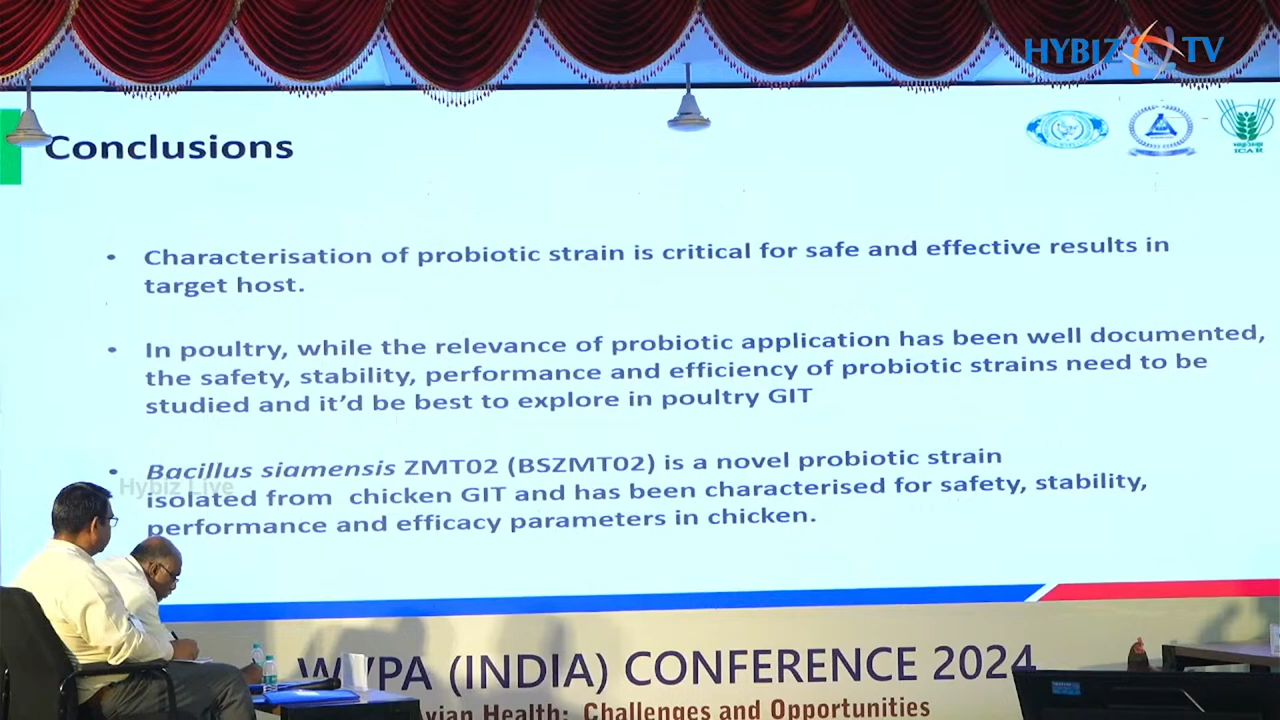 HYBIZ TV
Conclusions
ICAR
• Characterisation of probiotic strain is critical for safe and effective results in
target host.
• In poultry, while the relevance of probiotic application has been well documented,
the safety, stability, performance and efficiency of probiotic strains need to be
studied and it’d be best to explore in poultry GIT
• Bacillus siamensis ZMT02 (BSZMT02) is a novel probiotic strain
Hybiz Live
isolated from chicken GIT and has been characterised for safety, stability,
performance and efficacy parameters in chicken.
(INDIA) CONFERENCE 2024
Health: Challenges and Opportunities